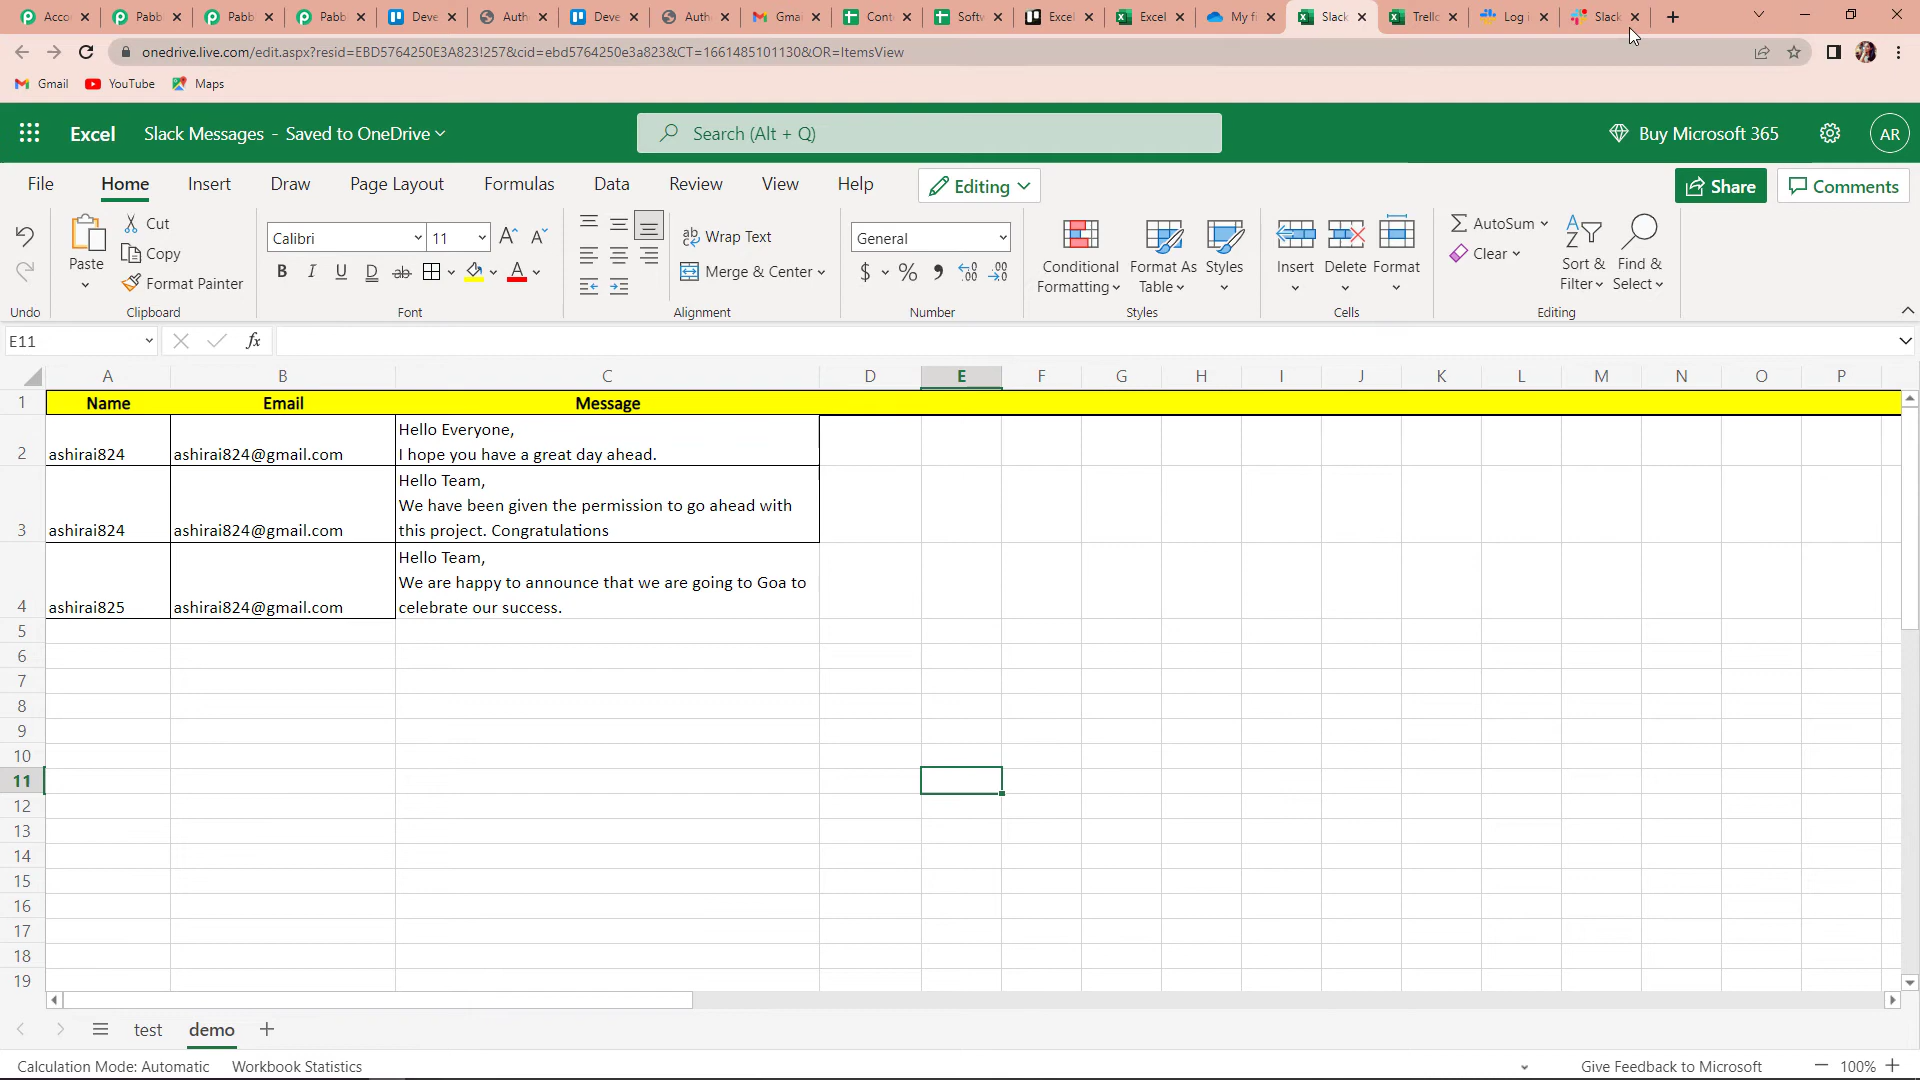 Acco Pabb Pabb Pabb Deve Auth Deve Auth Gmai Conta Softw Excel Excel My fi Slack Trello Log i Slack
onedrive.live.com/edit.aspx?resid=EBD5764250E3A823!257&cid=ebd5764250e3a823&CT=1661485101130&OR=ItemsView
Gmail YouTube Maps
Excel Slack Messages - Saved to OneDrive Search (Alt + Q) Buy Microsoft 365 AR
File Home Insert Draw Page Layout Formulas Data Review View Help Editing Share Comments
Paste Cut Copy Format Painter
Calibri 11
Wrap Text
Merge & Center
General
Conditional Formatting Format As Table Styles
Insert Delete Format
AutoSum Clear
Sort & Filter Find & Select
Undo Clipboard Font Alignment Number Styles Cells Editing
E11 fx
A B C D E F G H I J K L M N O P
1 Name Email Message
2 ashirai824 ashirai824@gmail.com Hello Everyone,
I hope you have a great day ahead.
3 ashirai824 ashirai824@gmail.com Hello Team,
We have been given the permission to go ahead with
this project. Congratulations
4 ashirai825 ashirai824@gmail.com Hello Team,
We are happy to announce that we are going to Goa to
celebrate our success.
5
6
7
8
9
10
11
12
13
14
15
16
17
18
19
test demo
Calculation Mode: Automatic Workbook Statistics Give Feedback to Microsoft 100%